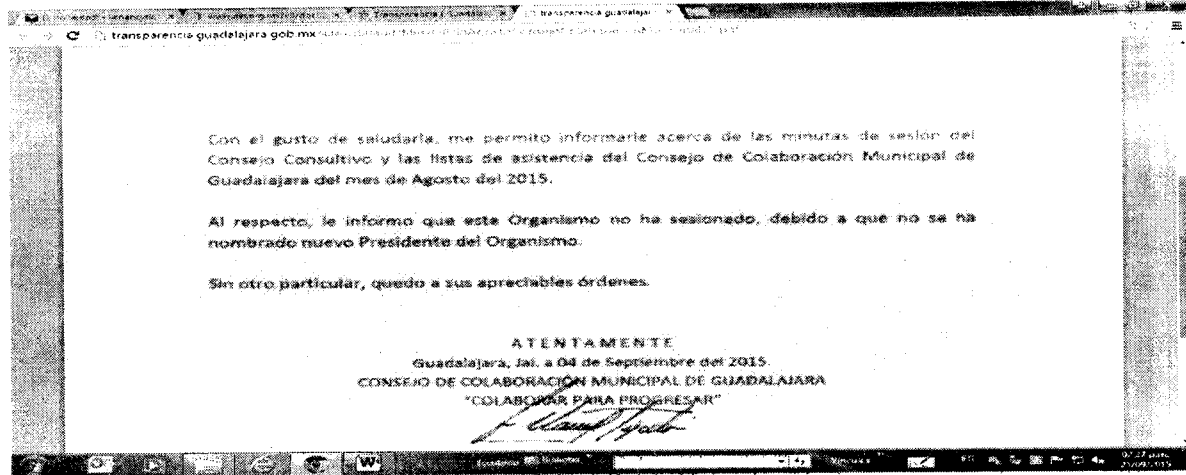 transparencia guadalajar
transparencia.guadalajara.gob.mx
Con el gusto de saludarla, me permito informarle acerca de las minutas de sesión del
Consejo Consultivo y las listas de asistencia del Consejo de Colaboración Municipal de
Guadalajara del mes de Agosto del 2015.
Al respecto, le informo que este Organismo no ha sesionado, debido a que no se ha
nombrado nuevo Presidente del Organismo.
Sin otro particular, quedo a sus apreciables órdenes.
ATENTAMENTE
Guadalajara, Jal. a 04 de Septiembre del 2015.
CONSEJO DE COLABORACIÓN MUNICIPAL DE GUADALAJARA
"COLABORAR PARA PROGRESAR"